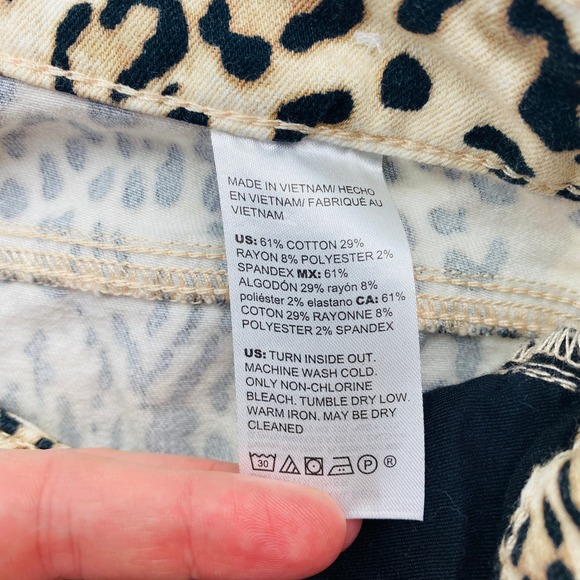 MADE IN VIETNAM/ HECHO
EN VIETNAM/ FABRIQUÉ AU
VIETNAM
US: 61% COTTON 29%
RAYON 8% POLYESTER 2%
SPANDEX MX: 61%
ALGODÓN 29% rayón 8%
poliéster 2% elastano CA: 61%
COTON 29% RAYONNE 8%
POLYESTER 2% SPANDEX
US: TURN INSIDE OUT.
MACHINE WASH COLD.
ONLY NON-CHLORINE
BLEACH. TUMBLE DRY LOW.
WARM IRON. MAY BE DRY
CLEANED
30 P ®